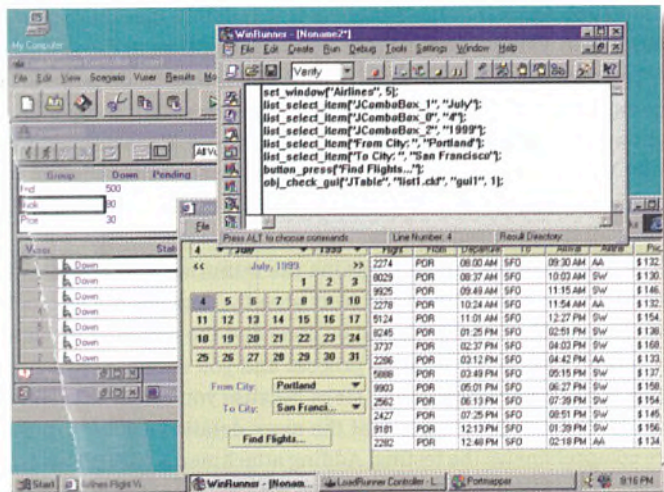 My Computer
WinRunner - [Noname2*]
File Edit Create Run Debug Tools Settings Window Help
Verify
set_window("Airlines", 5);
list_select_item("JComboBox_1", "July");
list_select_item("JComboBox_0", "4");
list_select_item("JComboBox_2", "1999");
list_select_item("From City: ", "Portland");
list_select_item("To City: ", "San Francisco");
button_press("Find Flights...");
obj_check_gui("JTable", "list1.ckl", "gui1", 1);
Press ALT to choose commands Line Number: 4 Result Directory:
File Edit View Scenario Vuser Results
Group Down Pending
500
30
Down
Down
Down
Down
Down
Down
Down
4 July 1999
<< July, 1999 >>
1 2 3
4 5 6 7 8 9 10
11 12 13 14 15 16 17
18 19 20 21 22 23 24
25 26 27 28 29 30 31
From City: Portland
To City: San Franci...
Find Flights...
Flight From Departure To Arrival
2274 PDR 08:00 AM SFO 09:30 AM AA $ 132.
8029 PDR 08:37 AM SFO 10:03 AM SW $ 130.
9925 PDR 09:49 AM SFO 11:15 AM SW $ 146.
2278 PDR 10:24 AM SFO 11:54 AM AA $ 132.
5124 PDR 11:01 AM SFO 12:27 PM SW $ 154.
8245 PDR 01:25 PM SFO 02:51 PM SW $ 138.
3737 PDR 02:37 PM SFO 04:03 PM SW $ 168.
2286 PDR 03:12 PM SFO 04:42 PM AA $ 133.
5888 PDR 03:49 PM SFO 05:15 PM SW $ 137.
9903 PDR 05:01 PM SFO 06:27 PM SW $ 158.
2562 PDR 06:13 PM SFO 07:39 PM SW $ 154.
2427 PDR 07:25 PM SFO 08:51 PM SW $ 145.
9181 PDR 12:13 PM SFO 01:39 PM SW $ 156.
2282 PDR 12:48 PM SFO 02:18 PM AA $ 134.
Start Airlines Flight Vi... WinRunner - [Nonam... LoadRunner Controller - L... Portmapper 9:16 PM